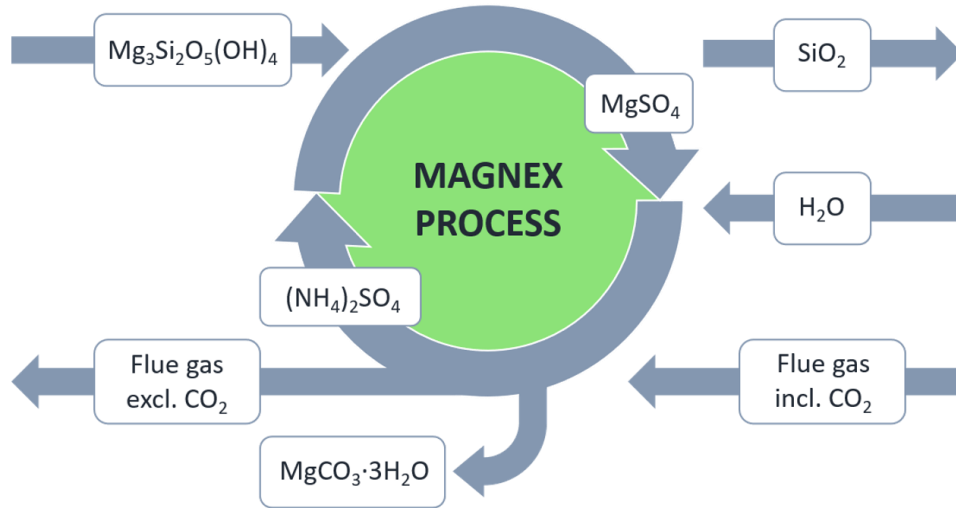 Mg₃Si₂O₅(OH)₄
SiO₂
MgSO₄
MAGNEX
PROCESS
H₂O
(NH₄)₂SO₄
Flue gas
excl. CO₂
Flue gas
incl. CO₂
MgCO₃·3H₂O